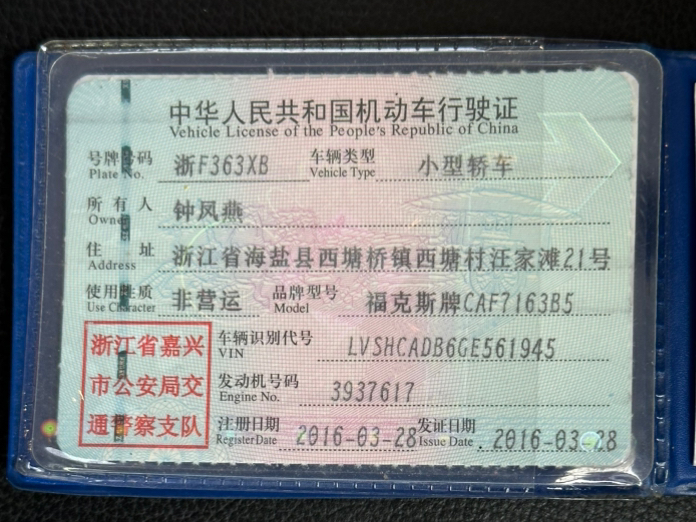 中华人民共和国机动车行驶证
Vehicle License of the People's Republic of China
号牌号码 浙F363XB 车辆类型 小型轿车
Plate No. Vehicle Type
所有人 钟凤燕
Owner
住址 浙江省海盐县西塘桥镇西塘村汪家滩21号
Address
使用性质 非营运 品牌型号 福克斯牌CAF7163B5
Use Character Model
浙江省嘉兴
市公安局交
通警察支队
车辆识别代号 LVSHCADB6GE561945
VIN
发动机号码 3937617
Engine No.
注册日期 2016-03-28 发证日期 2016-03-28
Register Date Issue Date